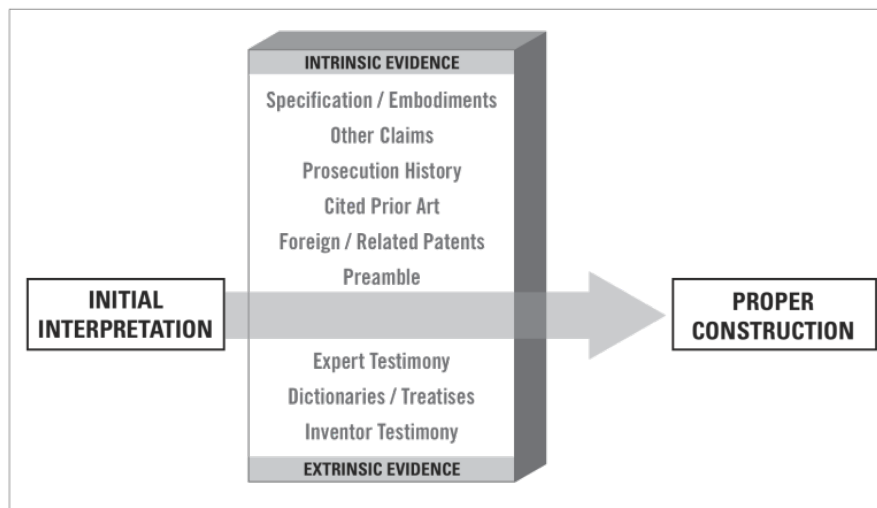 INTRINSIC EVIDENCE
Specification / Embodiments
Other Claims
Prosecution History
Cited Prior Art
Foreign / Related Patents
Preamble
INITIAL
INTERPRETATION
PROPER
CONSTRUCTION
Expert Testimony
Dictionaries / Treatises
Inventor Testimony
EXTRINSIC EVIDENCE